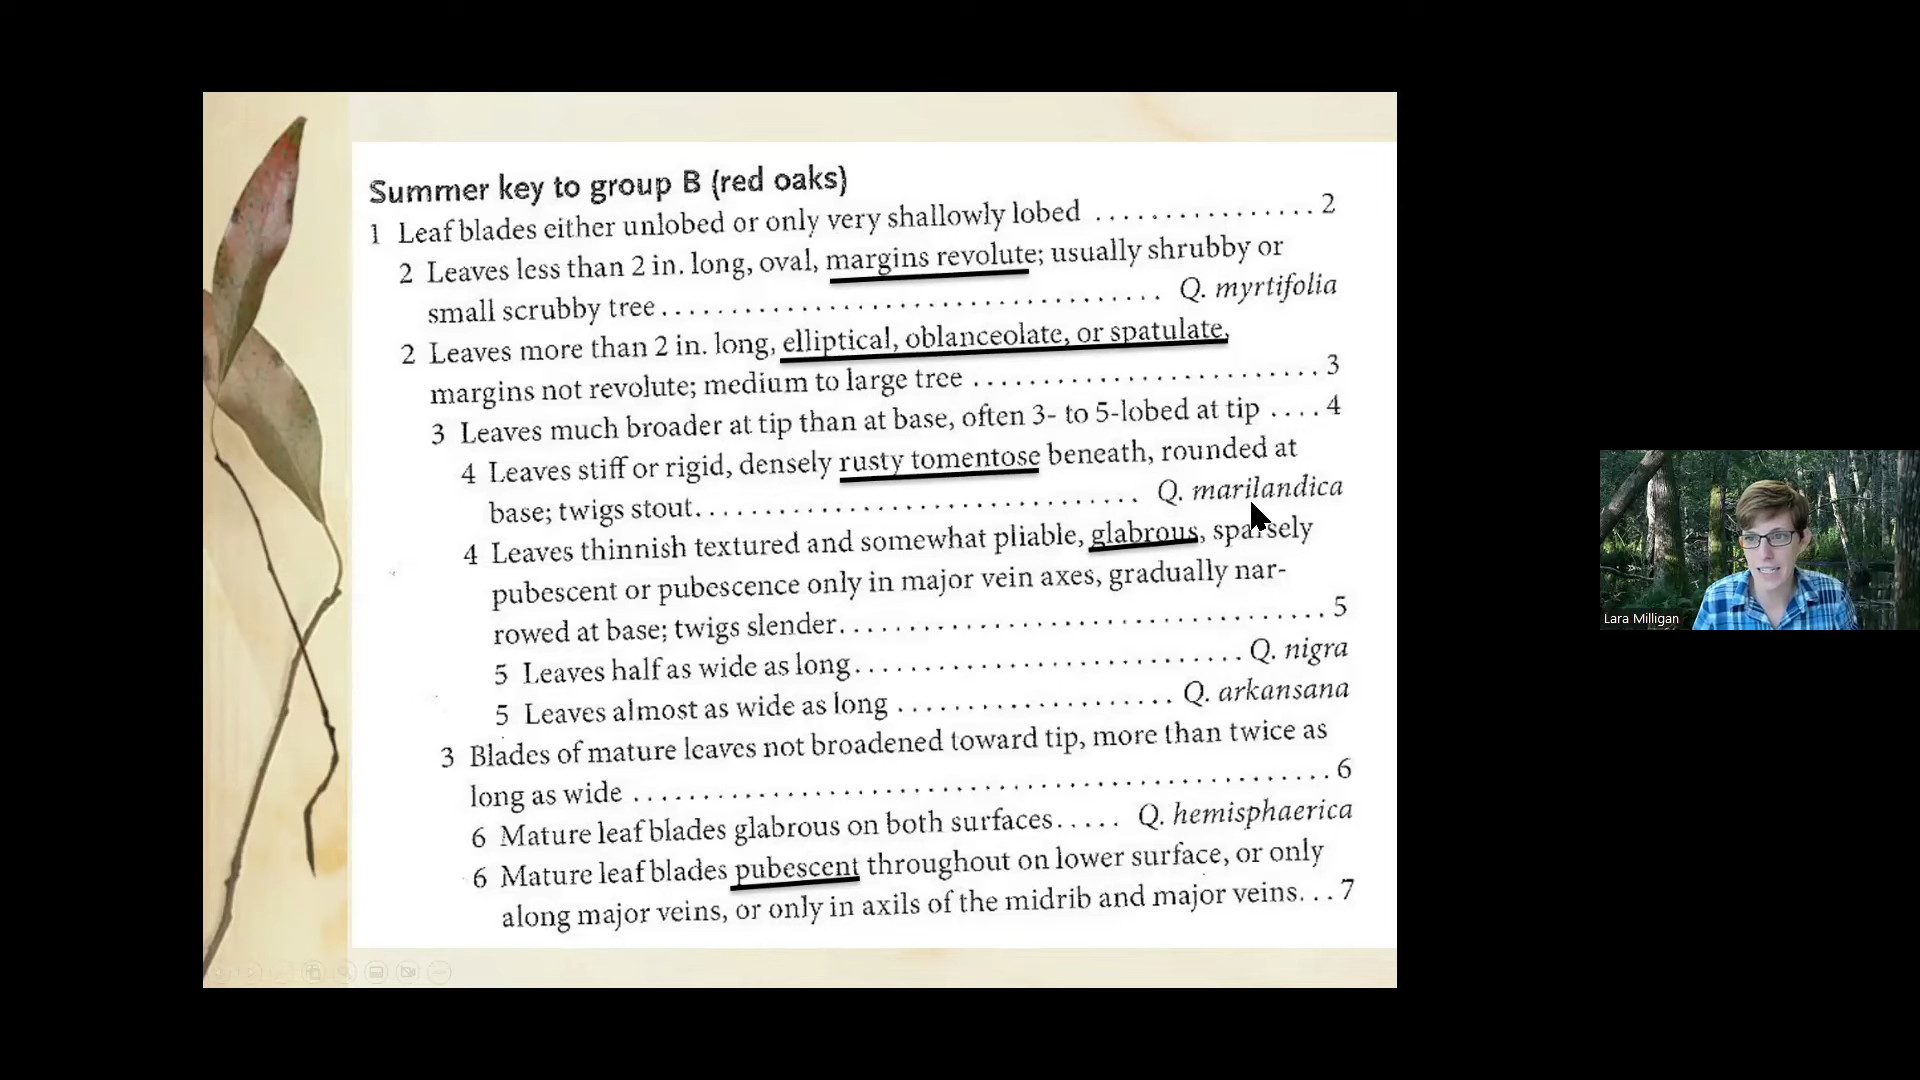 Summer key to group B (red oaks)
1 Leaf blades either unlobed or only very shallowly lobed ................ 2
2 Leaves less than 2 in. long, oval, margins revolute; usually shrubby or
small scrubby tree .................................... Q. myrtifolia
2 Leaves more than 2 in. long, elliptical, oblanceolate, or spatulate,
margins not revolute; medium to large tree ......................... 3
3 Leaves much broader at tip than at base, often 3- to 5-lobed at tip .... 4
4 Leaves stiff or rigid, densely rusty tomentose beneath, rounded at
base; twigs stout................................ Q. marilandica
4 Leaves thinnish textured and somewhat pliable, glabrous, sparsely
pubescent or pubescence only in major vein axes, gradually nar-
rowed at base; twigs slender................................... 5
5 Leaves half as wide as long............................ Q. nigra
5 Leaves almost as wide as long .................... Q. arkansana
3 Blades of mature leaves not broadened toward tip, more than twice as
long as wide .................................................. 6
6 Mature leaf blades glabrous on both surfaces..... Q. hemisphaerica
6 Mature leaf blades pubescent throughout on lower surface, or only
along major veins, or only in axils of the midrib and major veins... 7
Lara Milligan